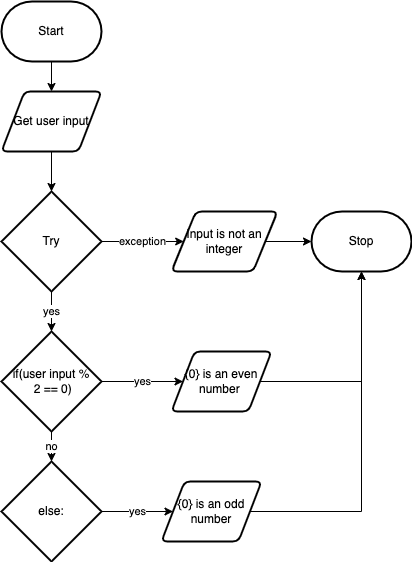 Start
Get user input
Try
exception
Input is not an
integer
Stop
yes
if(user input %
2 == 0)
yes
{0} is an even
number
no
else:
yes
{0} is an odd
number